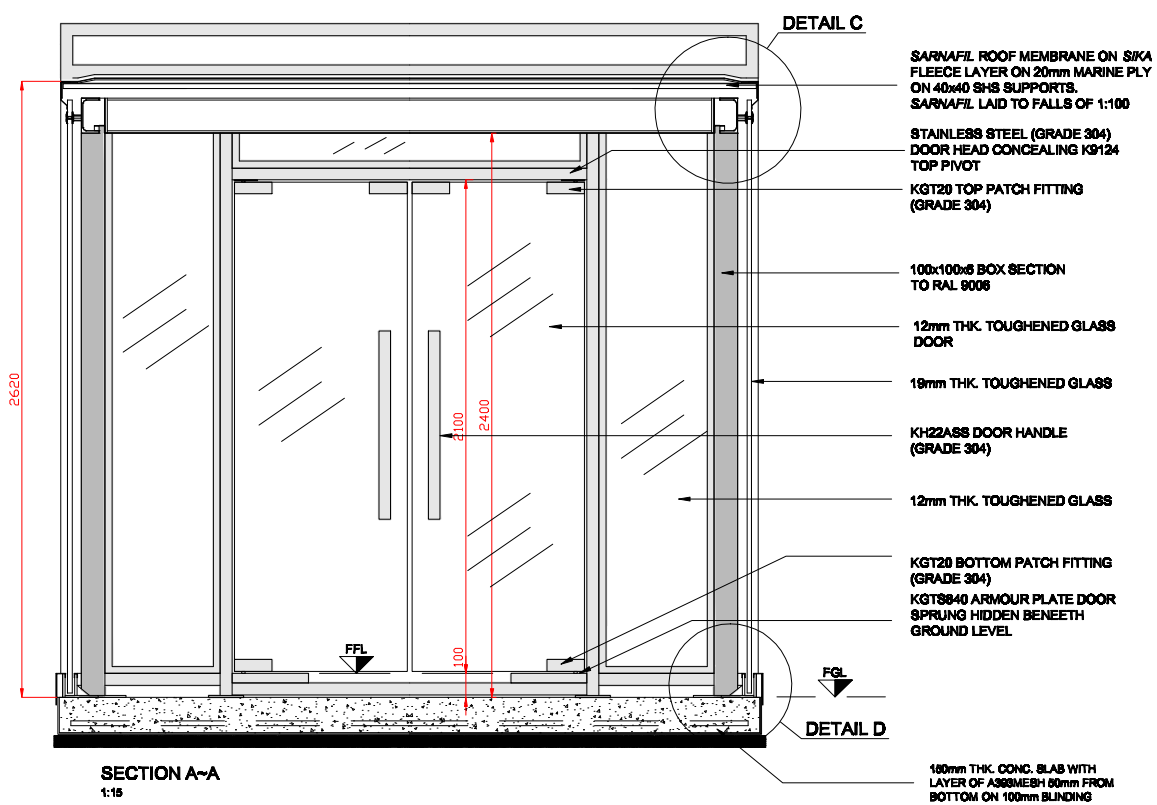 DETAIL C
SARNAFIL ROOF MEMBRANE ON SIKA
FLEECE LAYER ON 20mm MARINE PLY
ON 40x40 SHS SUPPORTS.
SARNAFIL LAID TO FALLS OF 1:100
STAINLESS STEEL (GRADE 304)
DOOR HEAD CONCEALING K9124
TOP PIVOT
KGT20 TOP PATCH FITTING
(GRADE 304)
100x100x5 BOX SECTION
TO RAL 9006
12mm THK. TOUGHENED GLASS
DOOR
19mm THK. TOUGHENED GLASS
KH22ASS DOOR HANDLE
(GRADE 304)
12mm THK. TOUGHENED GLASS
KGT20 BOTTOM PATCH FITTING
(GRADE 304)
KGTS840 ARMOUR PLATE DOOR
SPRUNG HIDDEN BENEETH
GROUND LEVEL
2620
2100
2400
100
FFL
FGL
DETAIL D
SECTION A~A
1:15
150mm THK. CONC. SLAB WITH
LAYER OF A393MESH 50mm FROM
BOTTOM ON 100mm BLINDING